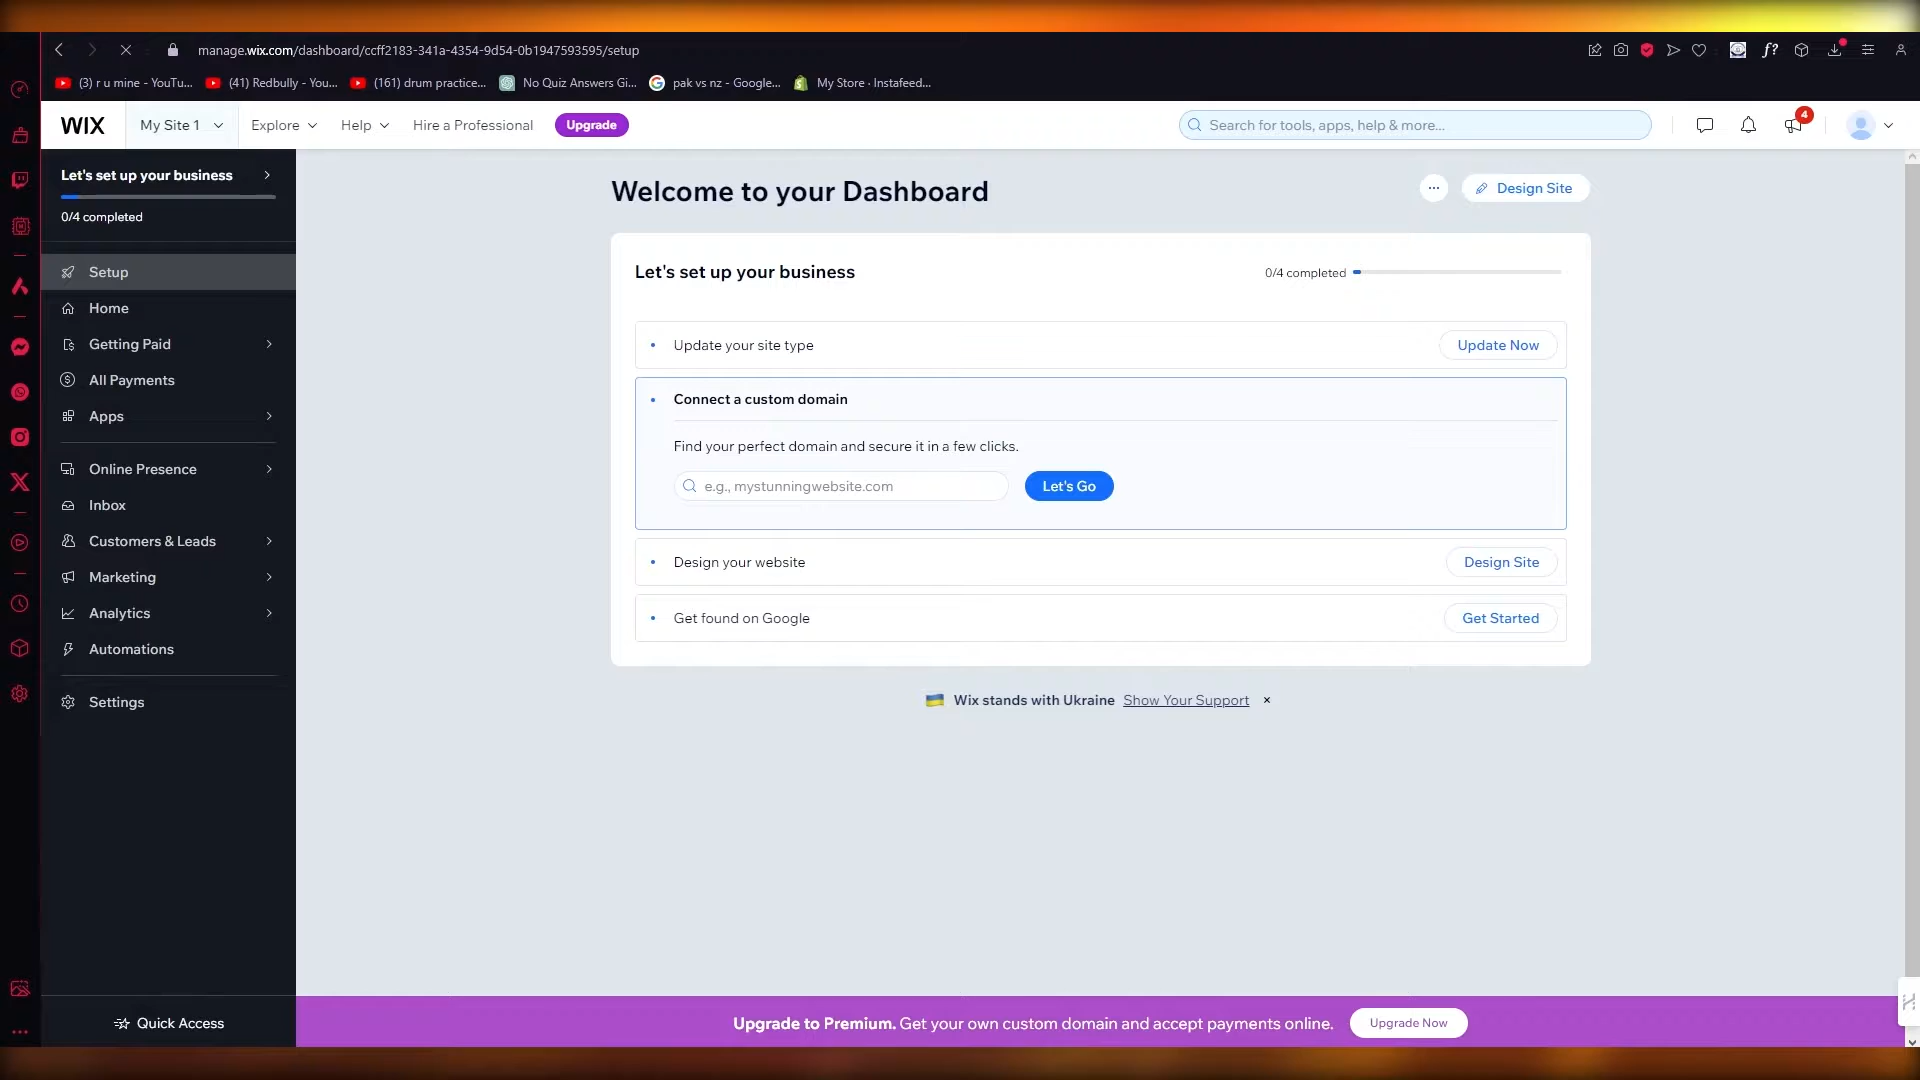 manage.wix.com/dashboard/ccff2183-341a-4354-9d54-0b1947593595/setup
(3) r u mine - YouTu...
(41) Redbully - You...
(161) drum practice...
No Quiz Answers Gi...
pak vs nz - Google...
My Store · Instafeed...
WIX
My Site 1
Explore
Help
Hire a Professional
Upgrade
Search for tools, apps, help & more...
4
Let's set up your business
0/4 completed
Setup
Home
Getting Paid
All Payments
Apps
Online Presence
Inbox
Customers & Leads
Marketing
Analytics
Automations
Settings
Quick Access
Welcome to your Dashboard
Design Site
Let's set up your business
0/4 completed
Update your site type
Update Now
Connect a custom domain
Find your perfect domain and secure it in a few clicks.
e.g., mystunningwebsite.com
Let's Go
Design your website
Design Site
Get found on Google
Get Started
Wix stands with Ukraine Show Your Support
Upgrade to Premium. Get your own custom domain and accept payments online.
Upgrade Now